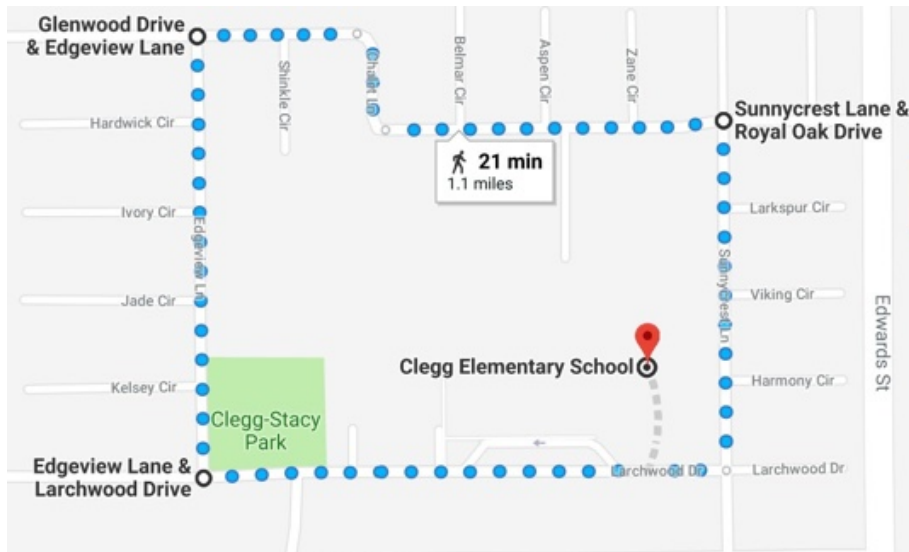 Glenwood Drive
& Edgeview Lane
Shinkle Cir
Chalet Ln
Belmar Cir
Aspen Cir
Zane Cir
Hardwick Cir
Sunnycrest Lane &
Royal Oak Drive
21 min
1.1 miles
Ivory Cir
Edgeview Ln
Larkspur Cir
Sunnycrest Ln
Jade Cir
Viking Cir
Edwards St
Clegg Elementary School
Kelsey Cir
Harmony Cir
Clegg-Stacy
Park
Edgeview Lane &
Larchwood Drive
Larchwood Dr
Larchwood Dr